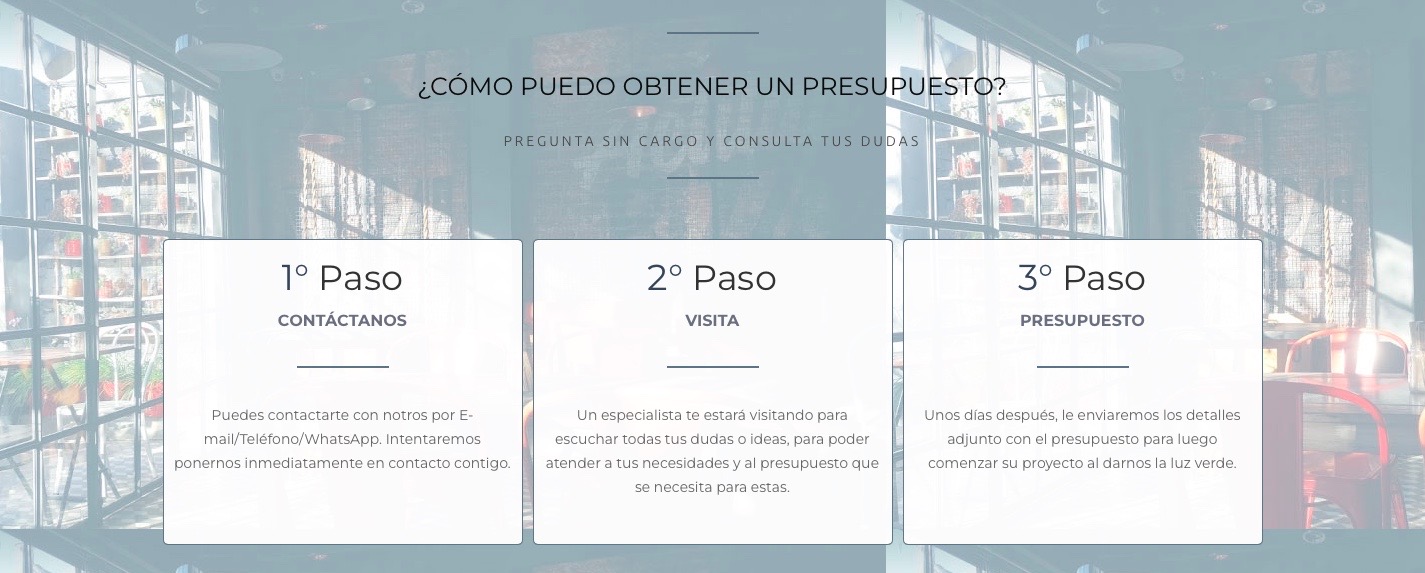 ¿CÓMO PUEDO OBTENER UN PRESUPUESTO?
PREGUNTA SIN CARGO Y CONSULTA TUS DUDAS
1° Paso
CONTÁCTANOS
Puedes contactarte con notros por E-
mail/Teléfono/WhatsApp. Intentaremos
ponernos inmediatamente en contacto contigo.
2° Paso
VISITA
Un especialista te estará visitando para
escuchar todas tus dudas o ideas, para poder
atender a tus necesidades y al presupuesto que
se necesita para estas.
3° Paso
PRESUPUESTO
Unos días después, le enviaremos los detalles
adjunto con el presupuesto para luego
comenzar su proyecto al darnos la luz verde.